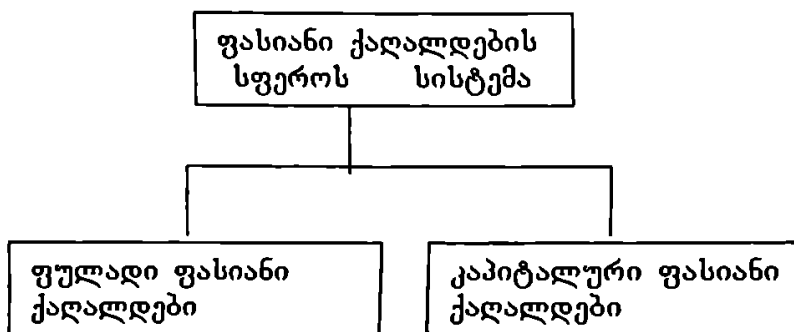 ფასიანი ქაღალდების
სფეროს სისტემა
ფულადი ფასიანი
ქაღალდები
კაპიტალური ფასიანი
ქაღალდები